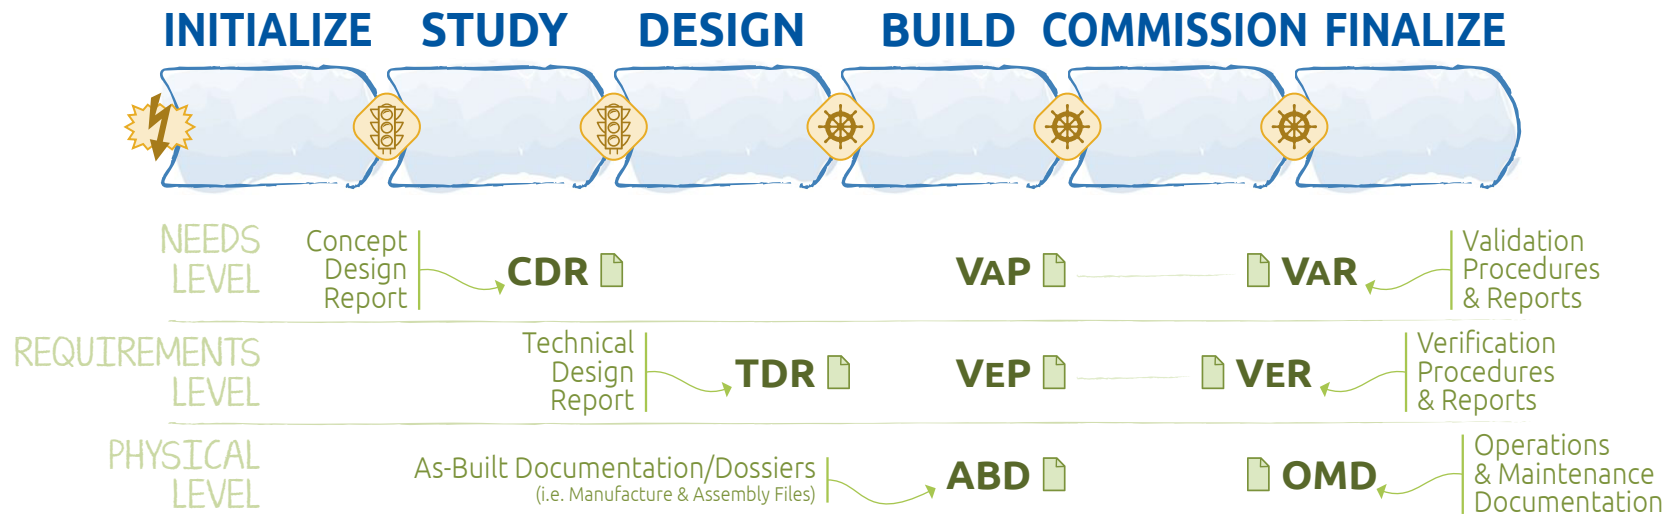 INITIALIZE STUDY DESIGN BUILD COMMISSION FINALIZE
NEEDS
LEVEL
Concept
Design
Report
CDR
VAP
VAR
Validation
Procedures
& Reports
REQUIREMENTS
LEVEL
Technical
Design
Report
TDR
VEP
VER
Verification
Procedures
& Reports
PHYSICAL
LEVEL
As-Built Documentation/Dossiers
(i.e. Manufacture & Assembly Files)
ABD
OMD
Operations
& Maintenance
Documentation